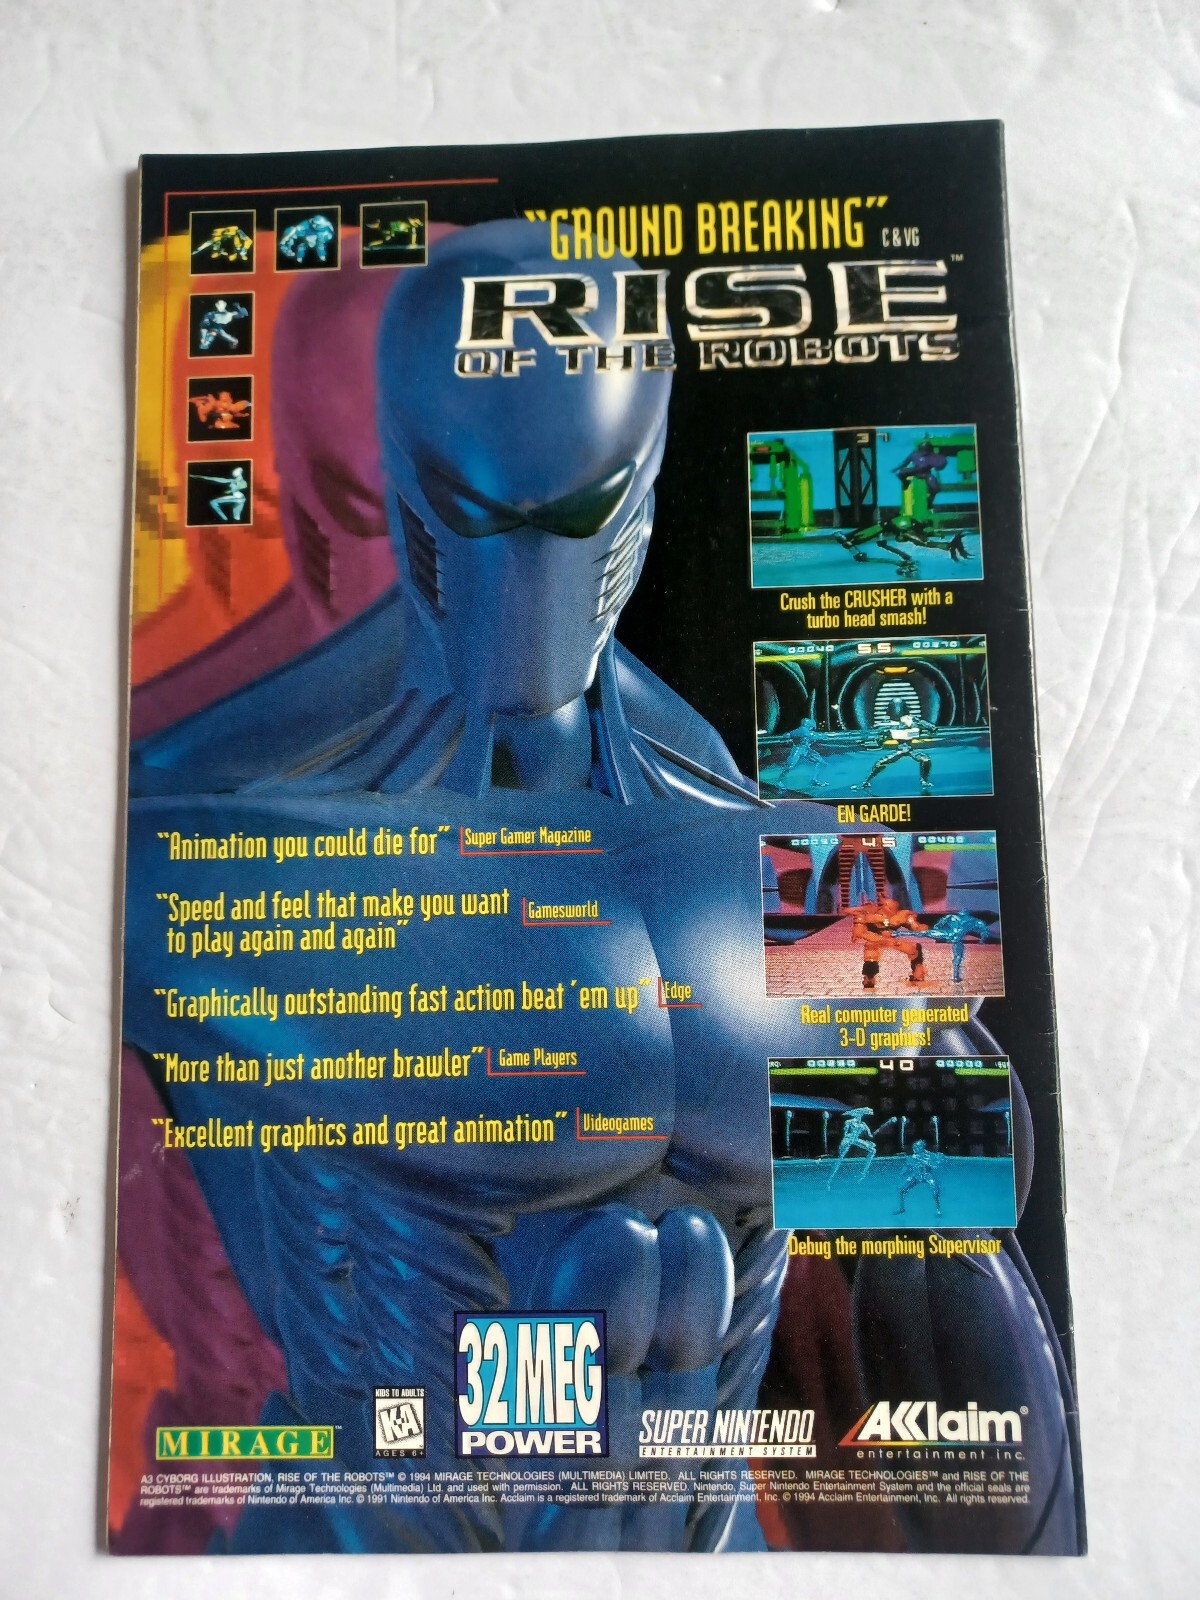 "GROUND BREAKING" C & VG
RISE™
OF THE ROBOTS
Crush the CRUSHER with a
turbo head smash!
00040 55 00370
EN GARDE!
45
Real computer generated
3-D graphics!
40
Debug the morphing Supervisor
"Animation you could die for" Super Gamer Magazine
"Speed and feel that make you want
to play again and again" Gamesworld
"Graphically outstanding fast action beat 'em up" Edge
"More than just another brawler" Game Players
"Excellent graphics and great animation" Videogames
MIRAGE™
KIDS TO ADULTS
K-A
AGES 6+
32 MEG
POWER
SUPER NINTENDO
ENTERTAINMENT SYSTEM
AKKlaim®
entertainment inc.
A3 CYBORG ILLUSTRATION, RISE OF THE ROBOTS™ © 1994 MIRAGE TECHNOLOGIES (MULTIMEDIA) LIMITED. ALL RIGHTS RESERVED. MIRAGE TECHNOLOGIES™ and RISE OF THE
ROBOTS™ are trademarks of Mirage Technologies (Multimedia) Ltd. and used with permission. ALL RIGHTS RESERVED. Nintendo, Super Nintendo Entertainment System and the official seals are
registered trademarks of Nintendo of America Inc. © 1991 Nintendo of America Inc. Acclaim is a registered trademark of Acclaim Entertainment, Inc. © 1994 Acclaim Entertainment, Inc. All rights reserved.